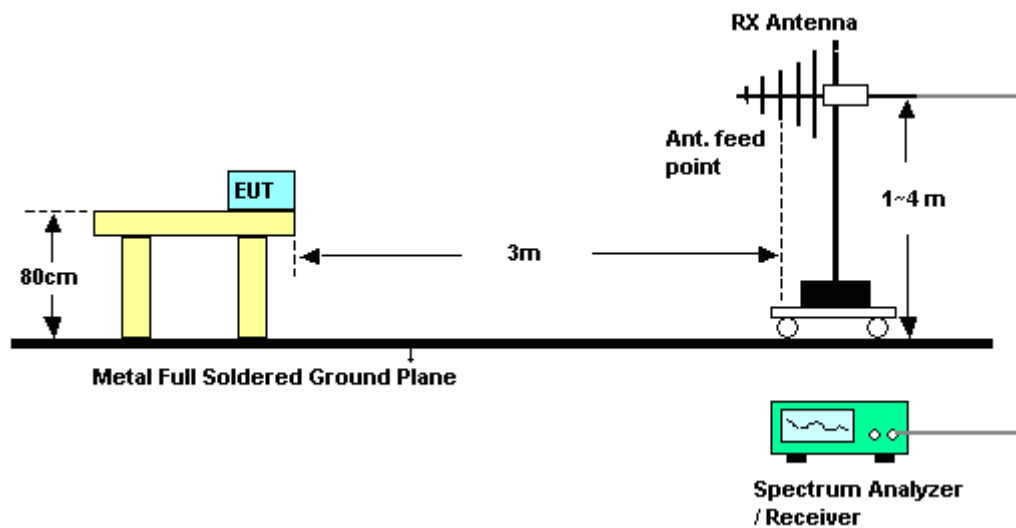 RX Antenna
Ant. feed
point
EUT
1~4 m
3m
80cm
Metal Full Soldered Ground Plane
Spectrum Analyzer
/ Receiver